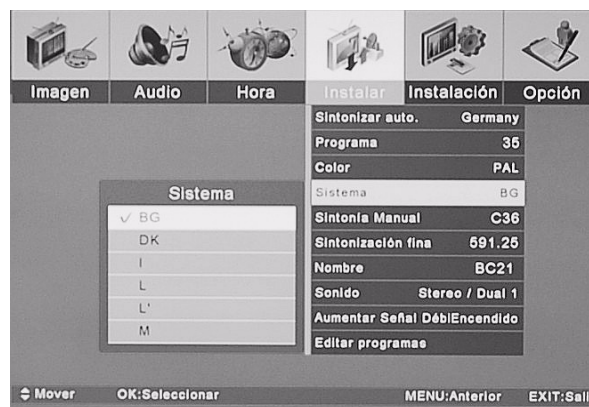 Imagen Audio Hora Instalar Instalación Opción
Sintonizar auto. Germany
Programa 35
Color PAL
Sistema BG
Sintonía Manual C36
Sintonización fina 591.25
Nombre BC21
Sonido Stereo / Dual 1
Aumentar Señal DébiEncendido
Editar programas
Sistema
✓ BG
DK
I
L
L'
M
Mover OK:Seleccionar MENU:Anterior EXIT:Sali